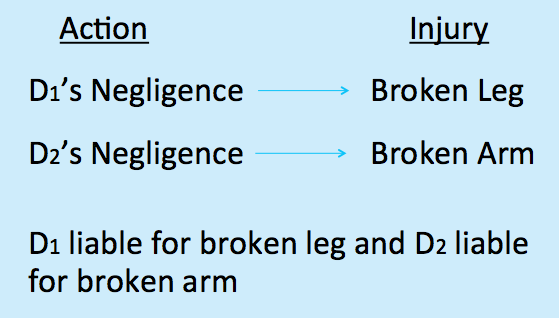 Action Injury
D1's Negligence Broken Leg
D2's Negligence Broken Arm
D1 liable for broken leg and D2 liable
for broken arm